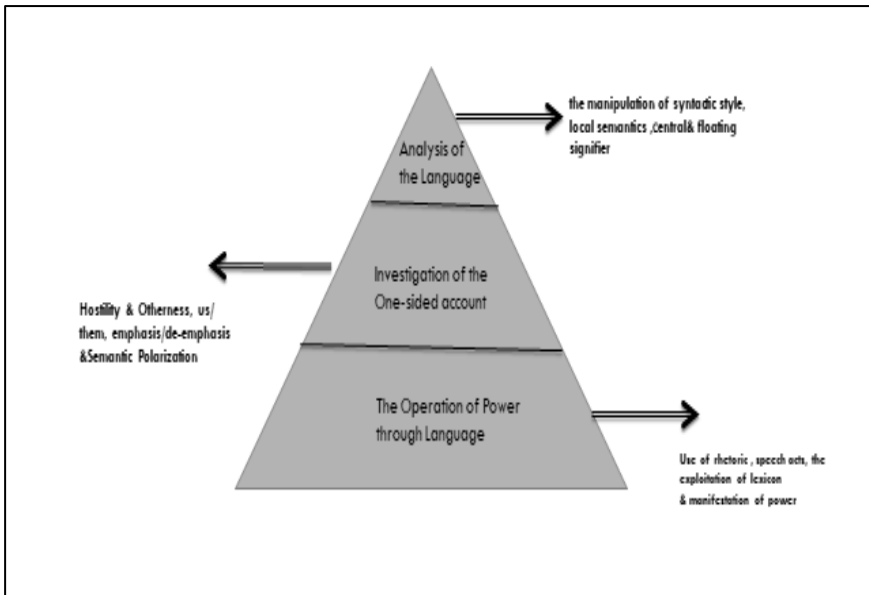 the manipulation of syntactic style,
local semantics ,central& floating
signifier
Analysis of
the Language
Investigation of the
One-sided account
Hostility & Otherness, us/
them, emphasis/de-emphasis
&Semantic Polarization
The Operation of Power
through Language
Use of rhetoric , speech acts, the
exploitation of lexicon
& manifestation of power